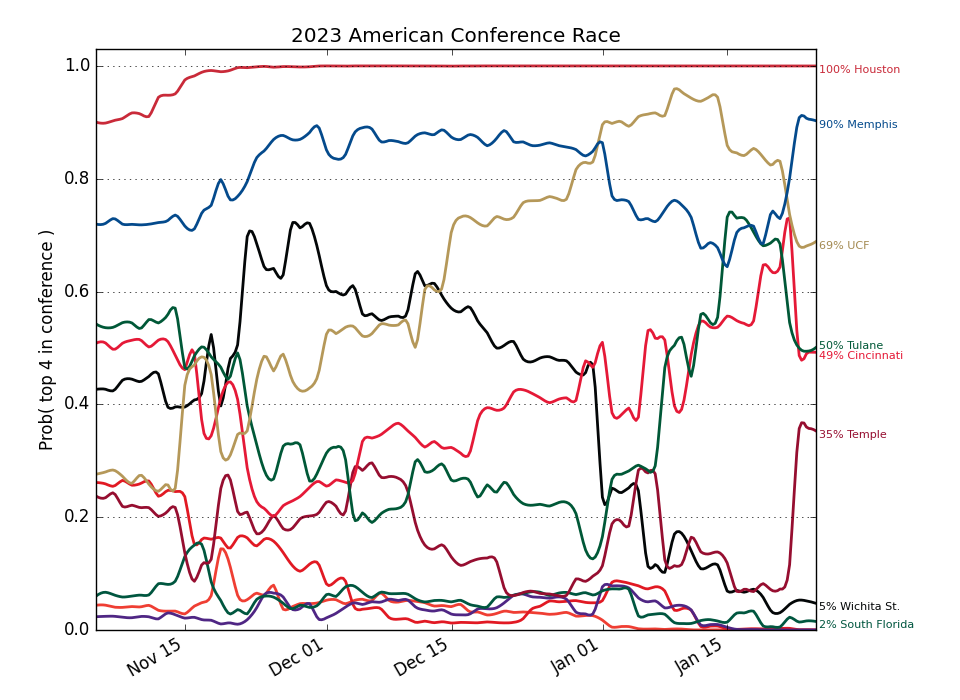 2023 American Conference Race
Prob( top 4 in conference )
1.0
0.8
0.6
0.4
0.2
0.0
Nov 15
Dec 01
Dec 15
Jan 01
Jan 15
100% Houston
90% Memphis
69% UCF
50% Tulane
49% Cincinnati
35% Temple
5% Wichita St.
2% South Florida